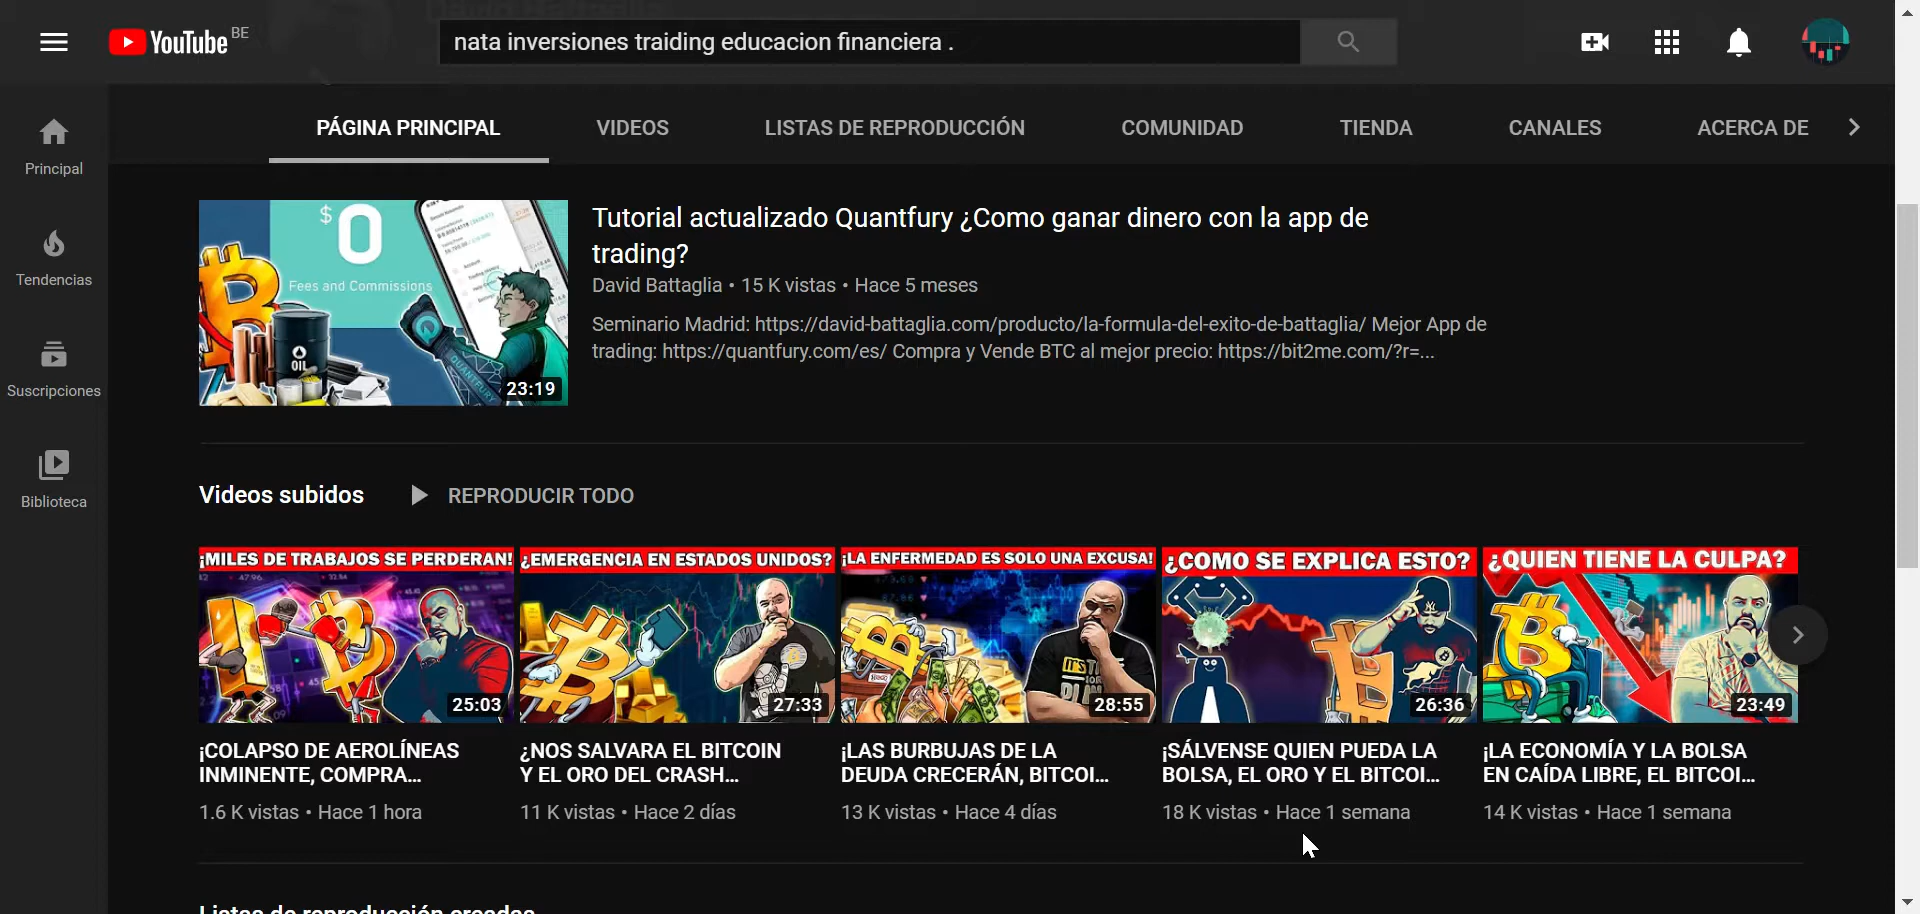 YouTube BE
nata inversiones traiding educacion financiera .
PÁGINA PRINCIPAL
VIDEOS
LISTAS DE REPRODUCCIÓN
COMUNIDAD
TIENDA
CANALES
ACERCA DE
Principal
Tendencias
Suscripciones
Biblioteca
$0
Fees and Commissions
OIL
QUANTFURY
23:19
Tutorial actualizado Quantfury ¿Como ganar dinero con la app de
trading?
David Battaglia • 15 K vistas • Hace 5 meses
Seminario Madrid: https://david-battaglia.com/producto/la-formula-del-exito-de-battaglia/ Mejor App de
trading: https://quantfury.com/es/ Compra y Vende BTC al mejor precio: https://bit2me.com/?r=...
Videos subidos
REPRODUCIR TODO
¡MILES DE TRABAJOS SE PERDERAN!
47.96
25:03
¿EMERGENCIA EN ESTADOS UNIDOS?
27:33
¡LA ENFERMEDAD ES SOLO UNA EXCUSA!
28:55
¿COMO SE EXPLICA ESTO?
26:36
¿QUIEN TIENE LA CULPA?
23:49
¡COLAPSO DE AEROLÍNEAS
INMINENTE, COMPRA...
1.6 K vistas • Hace 1 hora
¿NOS SALVARA EL BITCOIN
Y EL ORO DEL CRASH...
11 K vistas • Hace 2 días
¡LAS BURBUJAS DE LA
DEUDA CRECERÁN, BITCOI...
13 K vistas • Hace 4 días
¡SÁLVENSE QUIEN PUEDA LA
BOLSA, EL ORO Y EL BITCOI...
18 K vistas • Hace 1 semana
¡LA ECONOMÍA Y LA BOLSA
EN CAÍDA LIBRE, EL BITCOI...
14 K vistas • Hace 1 semana
Listas de reproducción creadas